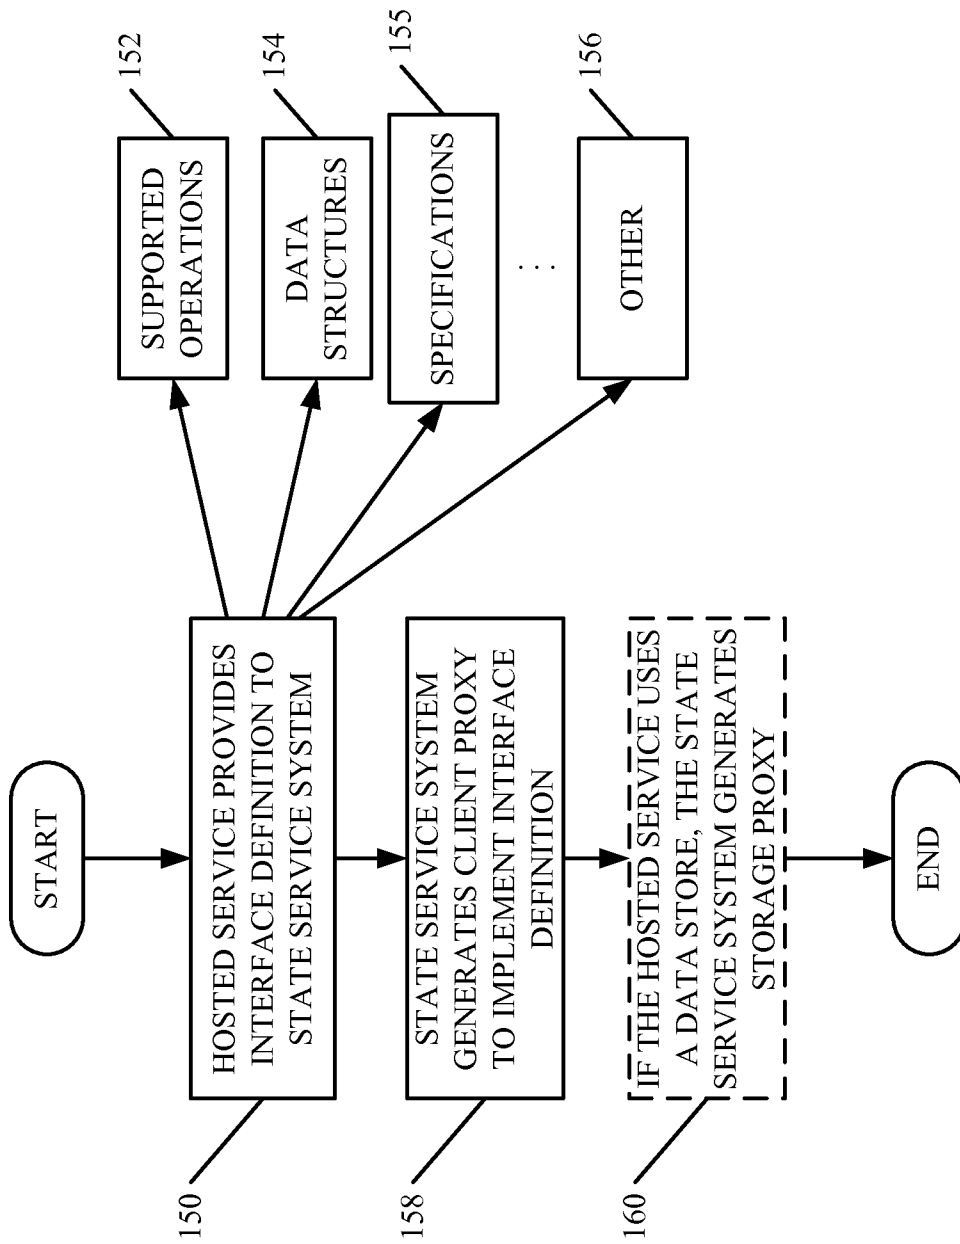 START
HOSTED SERVICE PROVIDES
INTERFACE DEFINITION TO
STATE SERVICE SYSTEM
150
SUPPORTED
OPERATIONS
152
DATA
STRUCTURES
154
SPECIFICATIONS
155
. . .
OTHER
156
STATE SERVICE SYSTEM
GENERATES CLIENT PROXY
TO IMPLEMENT INTERFACE
DEFINITION
158
IF THE HOSTED SERVICE USES
A DATA STORE, THE STATE
SERVICE SYSTEM GENERATES
STORAGE PROXY
160
END